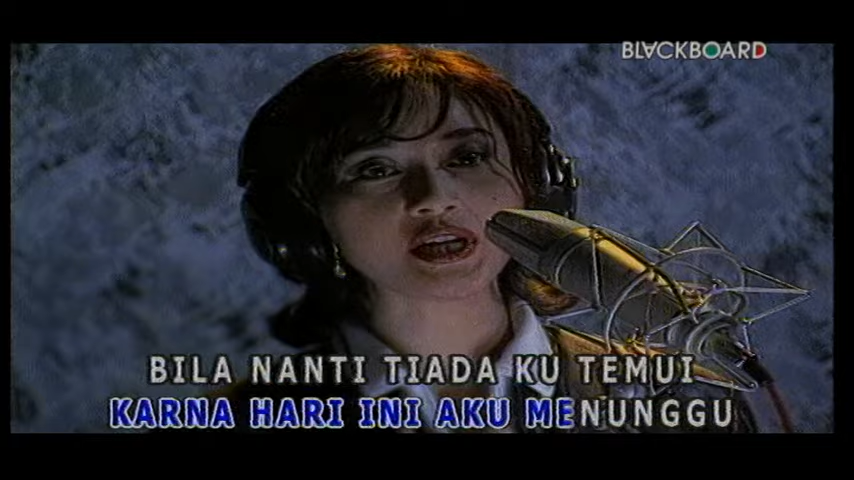 BLACKBOARD
BILA NANTI TIADA KU TEMUI
KARNA HARI INI AKU MENUNGGU